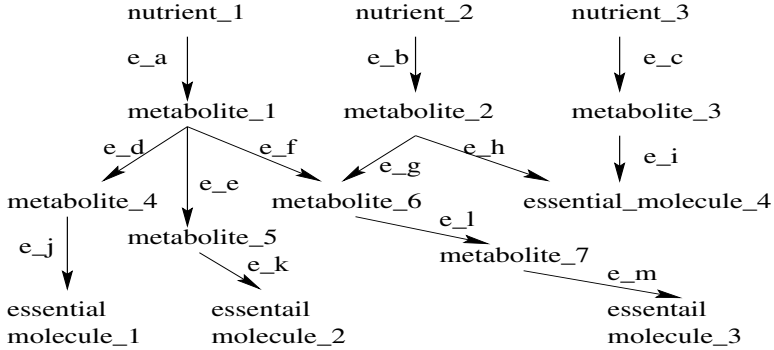 nutrient_1
nutrient_2
nutrient_3
e_a
e_b
e_c
metabolite_1
metabolite_2
metabolite_3
e_d
e_f
e_h
e_g
e_i
e_e
metabolite_4
metabolite_6
essential_molecule_4
e_l
metabolite_5
e_j
metabolite_7
e_k
e_m
essential
molecule_1
essentail
molecule_2
essentail
molecule_3